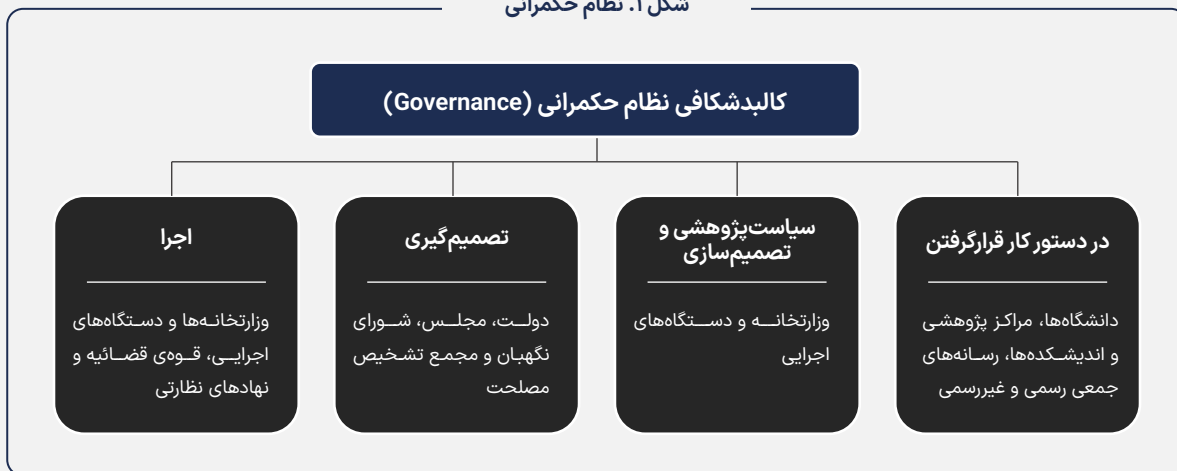 شکل ۱. نظام حکمرانی
کالبدشکافی نظام حکمرانی (Governance)
در دستور کار قرارگرفتن
دانشگاه‌ها، مراکز پژوهشی
و اندیشکده‌ها، رسانه‌های
جمعی رسمی و غیررسمی
سیاست‌پژوهشی و
تصمیم‌سازی
وزارتخانه و دستگاه‌های
اجرایی
تصمیم‌گیری
دولت، مجلس، شورای
نگهبان و مجمع تشخیص
مصلحت
اجرا
وزارتخانه‌ها و دستگاه‌های
اجرایی، قوه‌ی قضائیه و
نهادهای نظارتی